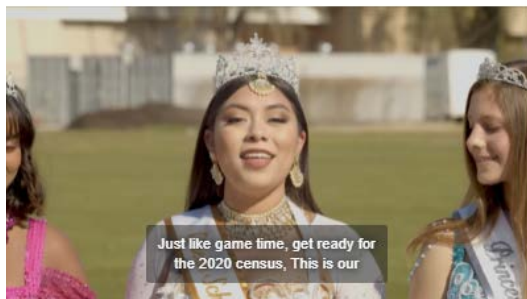 Just like game time, get ready for
the 2020 census, This is our